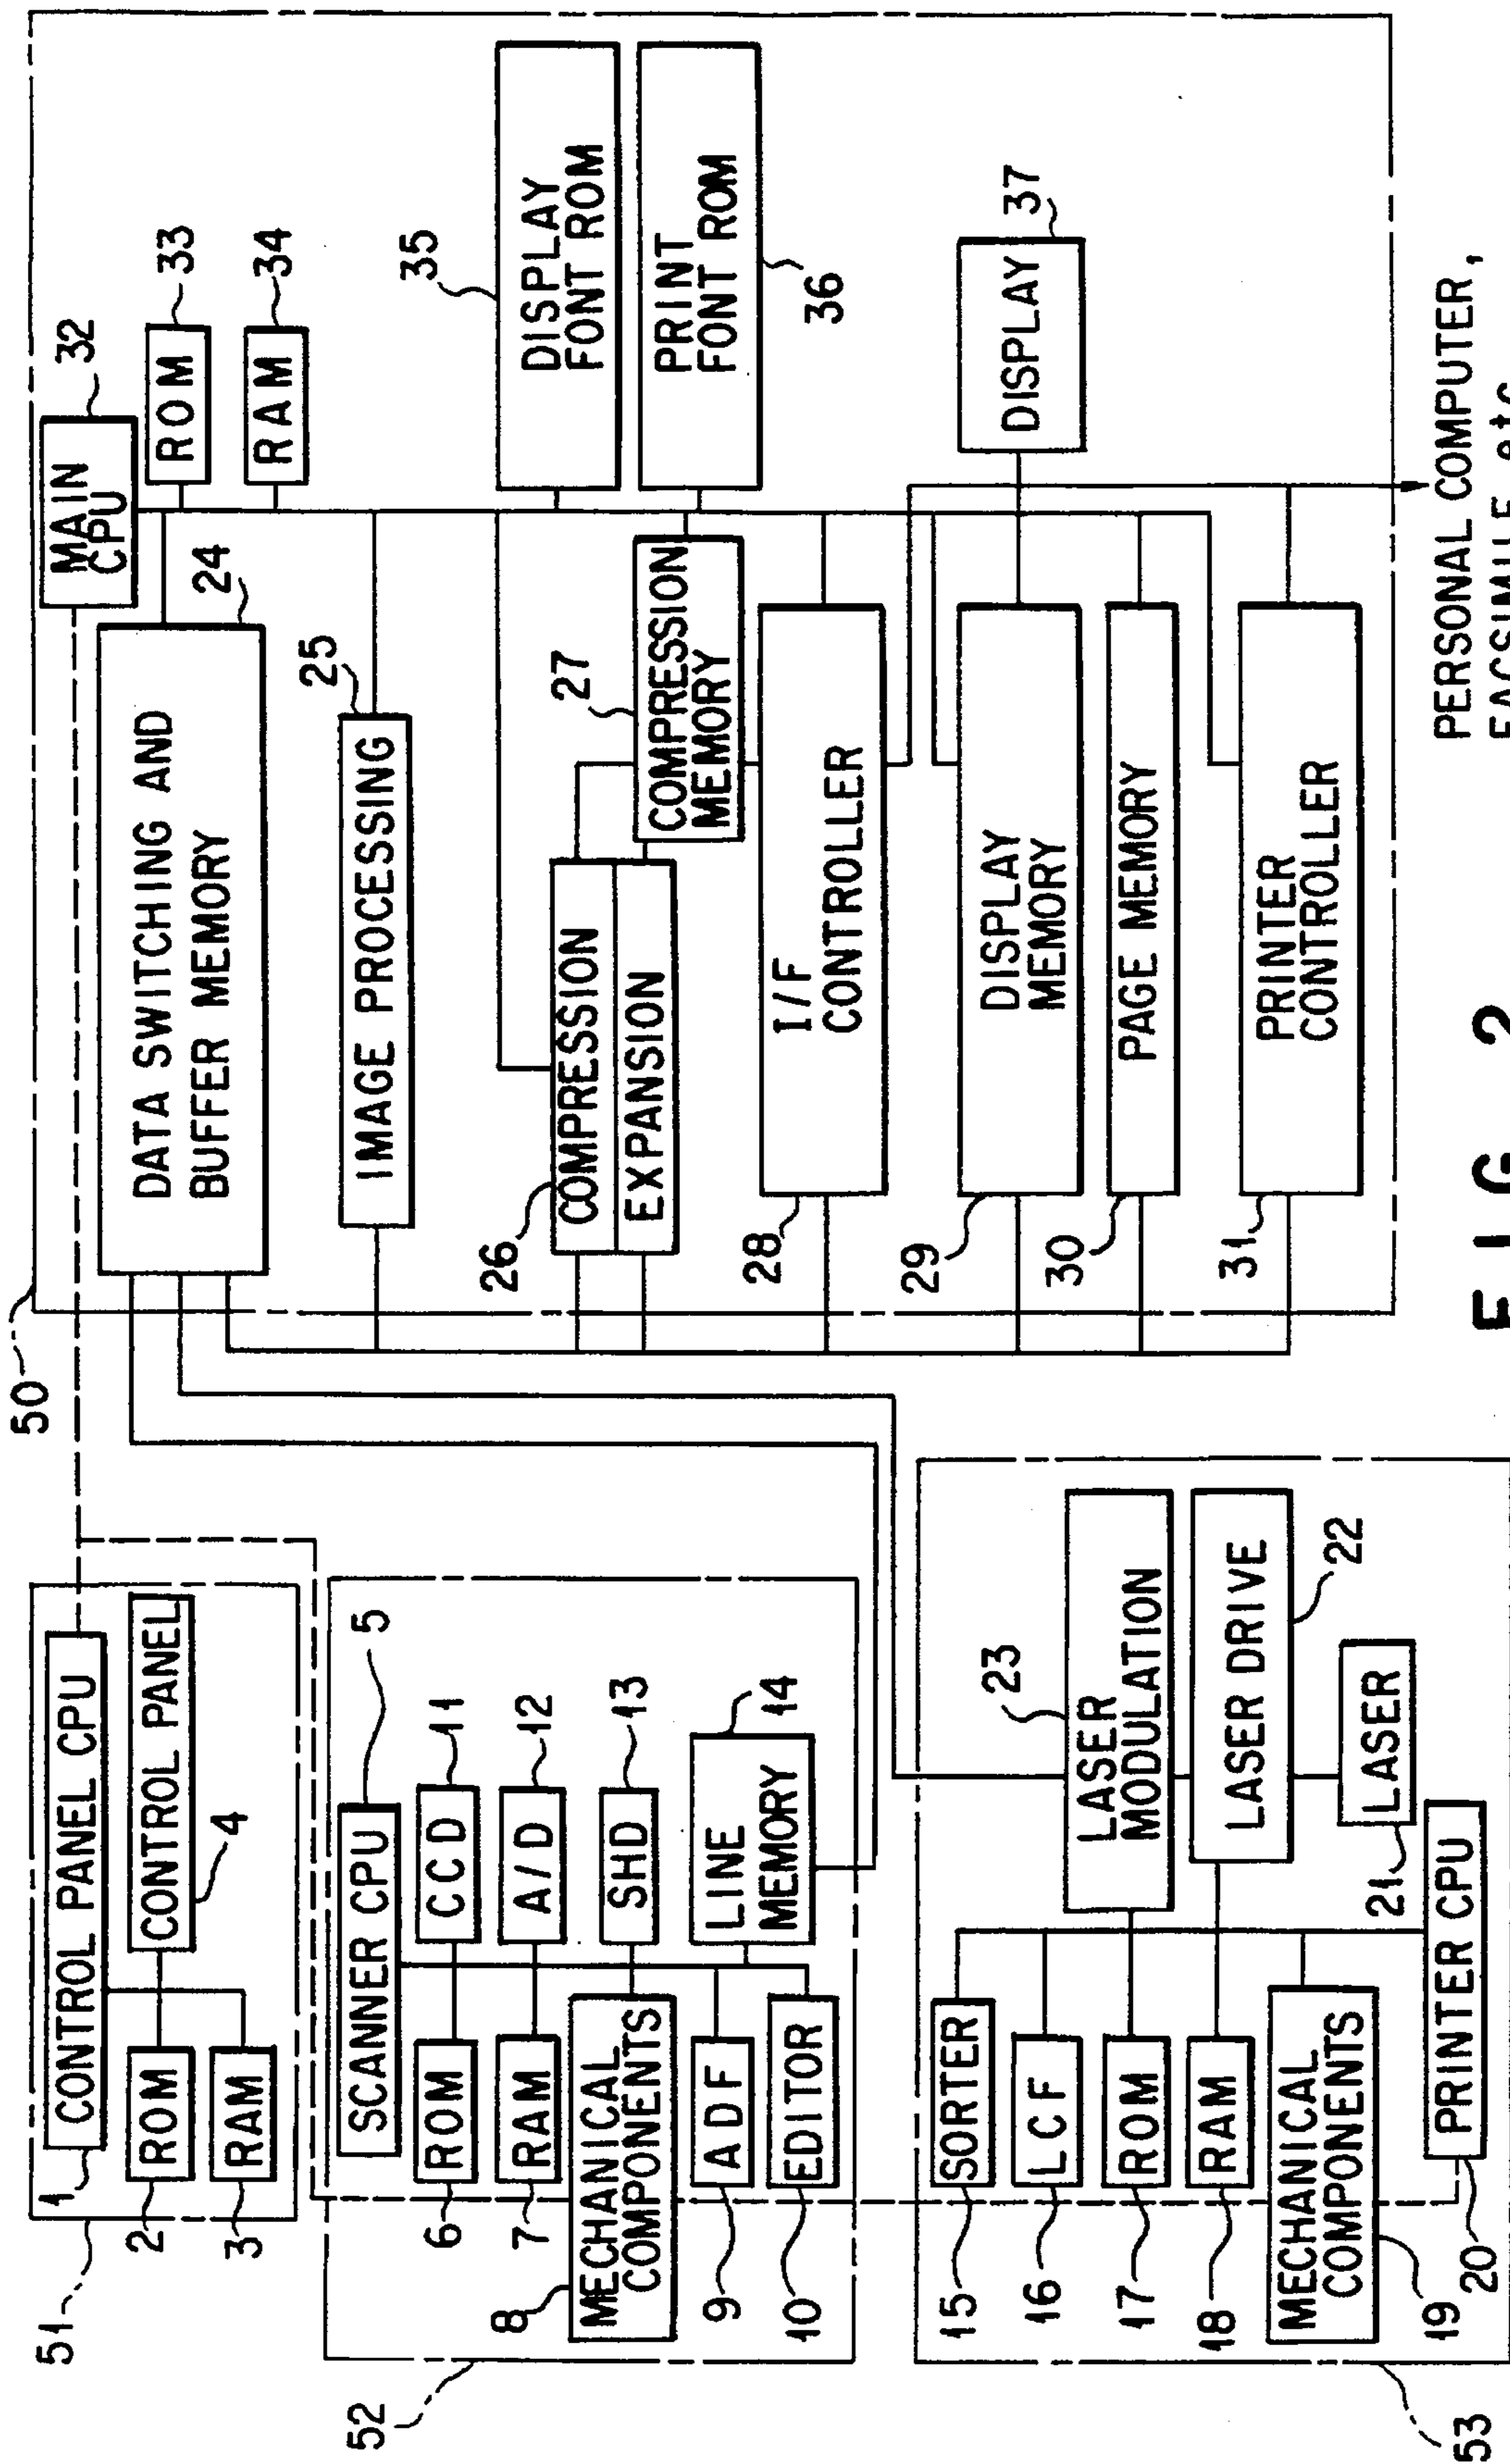 50
MAIN
CPU
32
ROM
33
RAM
34
DATA SWITCHING AND
BUFFER MEMORY
24
IMAGE PROCESSING
25
35
DISPLAY
FONT ROM
PRINT
FONT ROM
36
26
COMPRESSION
EXPANSION
27
COMPRESSION
MEMORY
I/F
CONTROLLER
28
DISPLAY
MEMORY
29
DISPLAY
37
PAGE MEMORY
30
PRINTER
CONTROLLER
31
PERSONAL COMPUTER,
FACSIMILE etc
51
CONTROL PANEL CPU
1
ROM
2
RAM
3
CONTROL PANEL
4
52
SCANNER CPU
5
ROM
6
CCD
11
RAM
7
A/D
12
MECHANICAL
COMPONENTS
8
SHD
13
ADF
9
LINE
MEMORY
14
EDITOR
10
53
SORTER
15
LCF
16
ROM
17
RAM
18
MECHANICAL
COMPONENTS
19
PRINTER CPU
20
LASER
MODULATION
23
LASER DRIVE
22
LASER
21
FIG 2